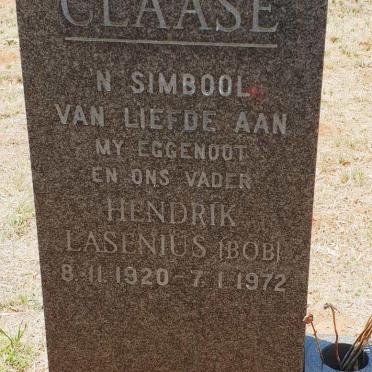 CLAASE
N SIMBOOL
VAN LIEFDE AAN
MY EGGENOOT
EN ONS VADER
HENDRIK
LASENIUS [BOB]
8.11.1920 - 7.1.1972